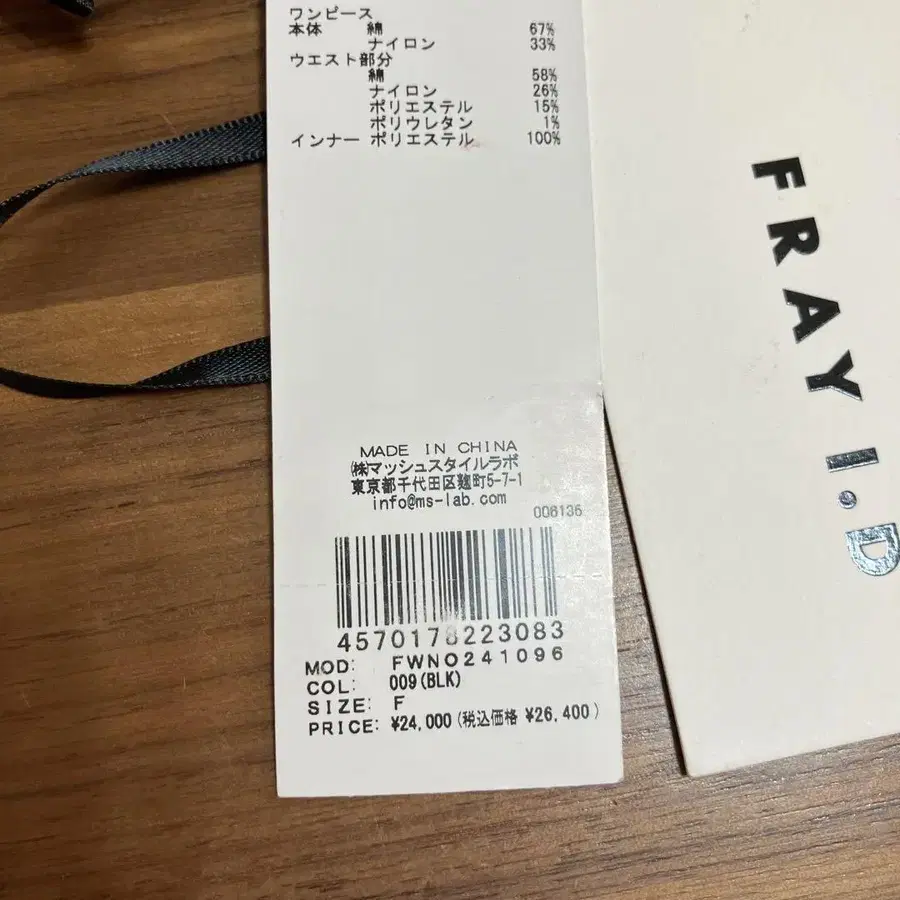 ワンピース
本体 綿 67%
ナイロン 33%
ウエスト部分
綿 58%
ナイロン 26%
ポリエステル 15%
ポリウレタン 1%
インナー ポリエステル 100%
MADE IN CHINA
㈱マッシュスタイルラボ
東京都千代田区麹町5-7-1
info@ms-lab.com
006136
4570178223083
MOD: FWNO241096
COL: 009(BLK)
SIZE: F
PRICE: ¥24,000(税込価格 ¥26,400)
FRAY I.D